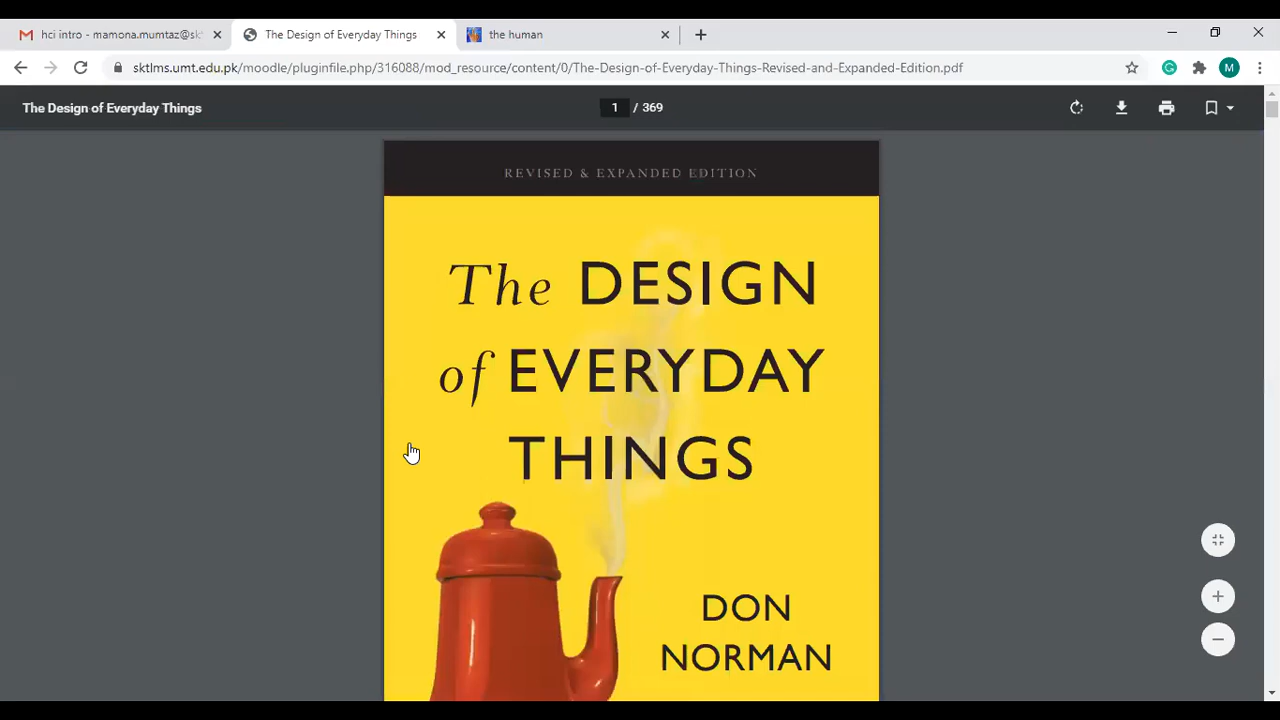 hci intro - mamona.mumtaz@sk
The Design of Everyday Things
the human
sktlms.umt.edu.pk/moodle/pluginfile.php/316088/mod_resource/content/0/The-Design-of-Everyday-Things-Revised-and-Expanded-Edition.pdf
M
The Design of Everyday Things
1 / 369
REVISED & EXPANDED EDITION
The DESIGN
of EVERYDAY
THINGS
DON
NORMAN